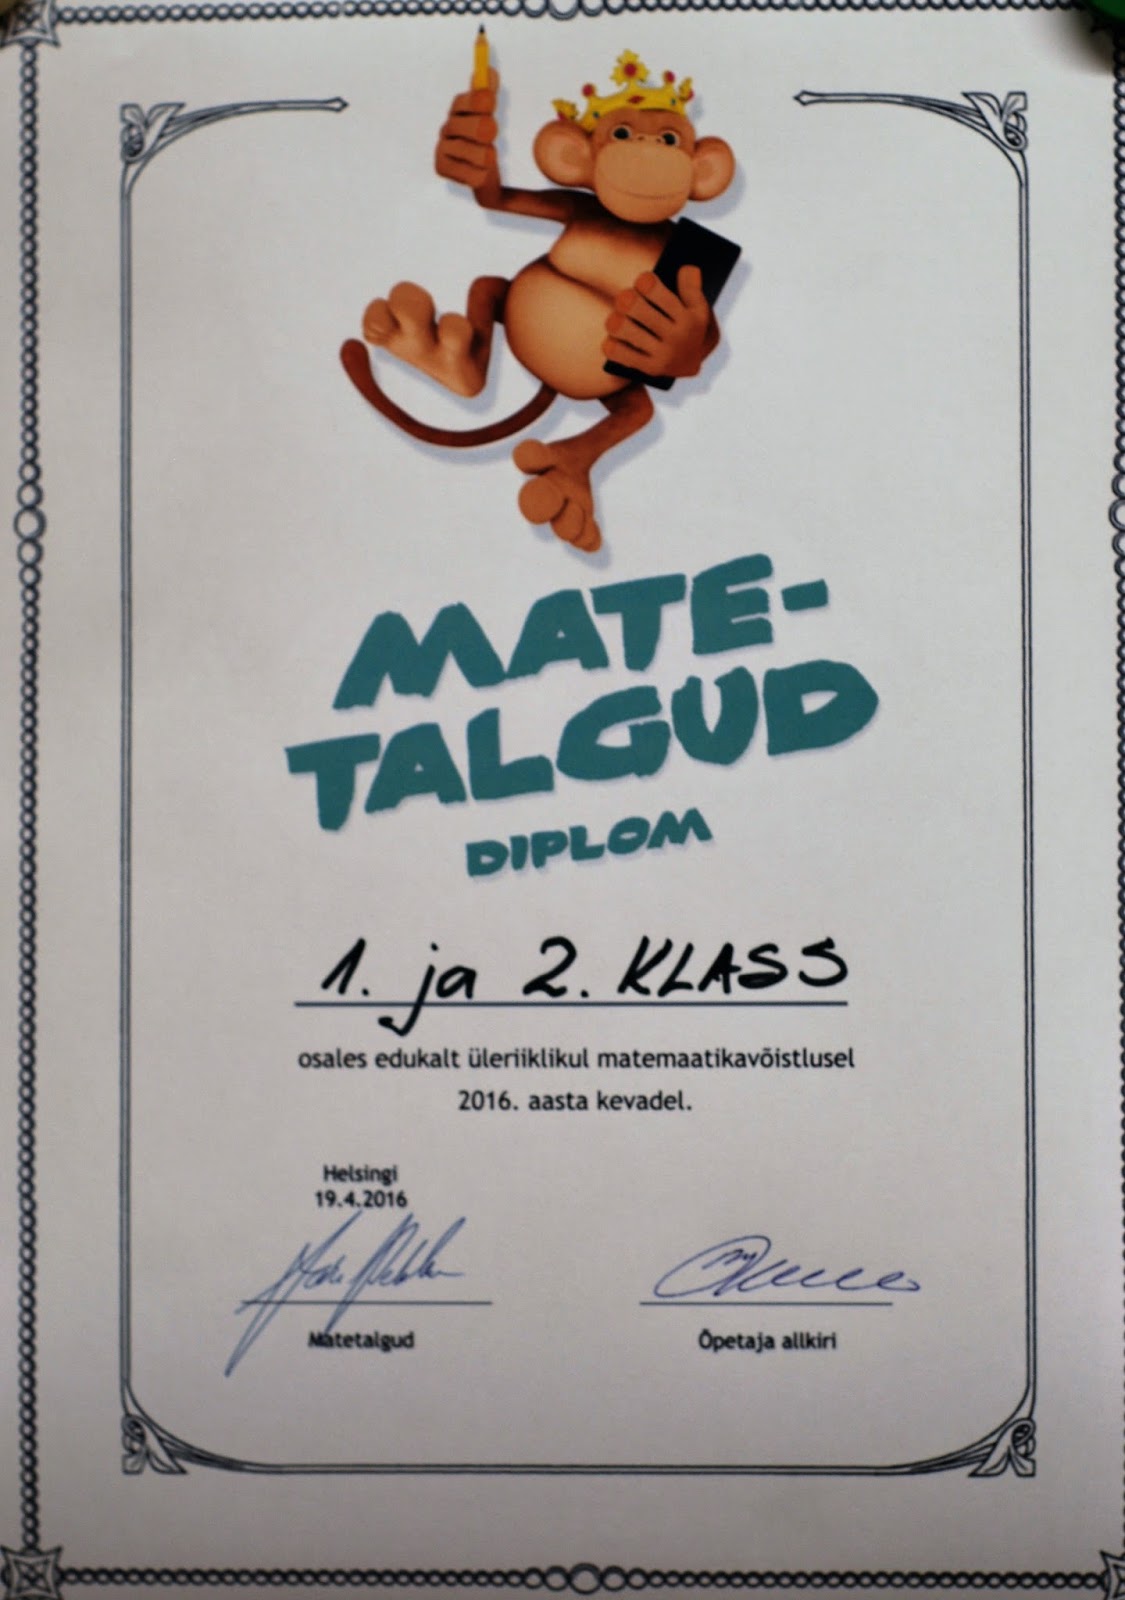 MATE-
TALGUD
DIPLOM
1. ja 2. KLASS
osales edukalt üleriiklikul matemaatikavõistlusel
2016. aasta kevadel.
Helsingi
19.4.2016
Matetalgud
Õpetaja allkiri